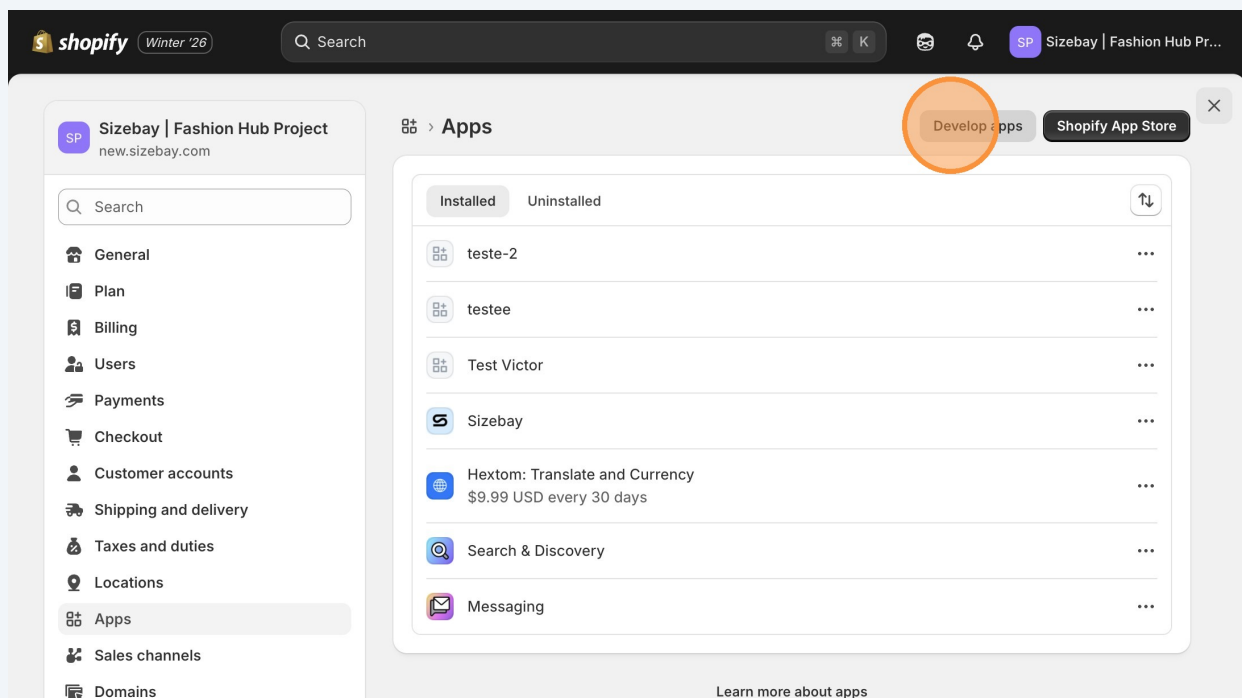 shopify Winter '26
Search ⌘ K
SP Sizebay | Fashion Hub Pr...
SP Sizebay | Fashion Hub Project
new.sizebay.com
Search
General
Plan
Billing
Users
Payments
Checkout
Customer accounts
Shipping and delivery
Taxes and duties
Locations
Apps
Sales channels
Domains
Apps
Develop apps
Shopify App Store
Installed Uninstalled
teste-2
testee
Test Victor
Sizebay
Hextom: Translate and Currency
$9.99 USD every 30 days
Search & Discovery
Messaging
Learn more about apps